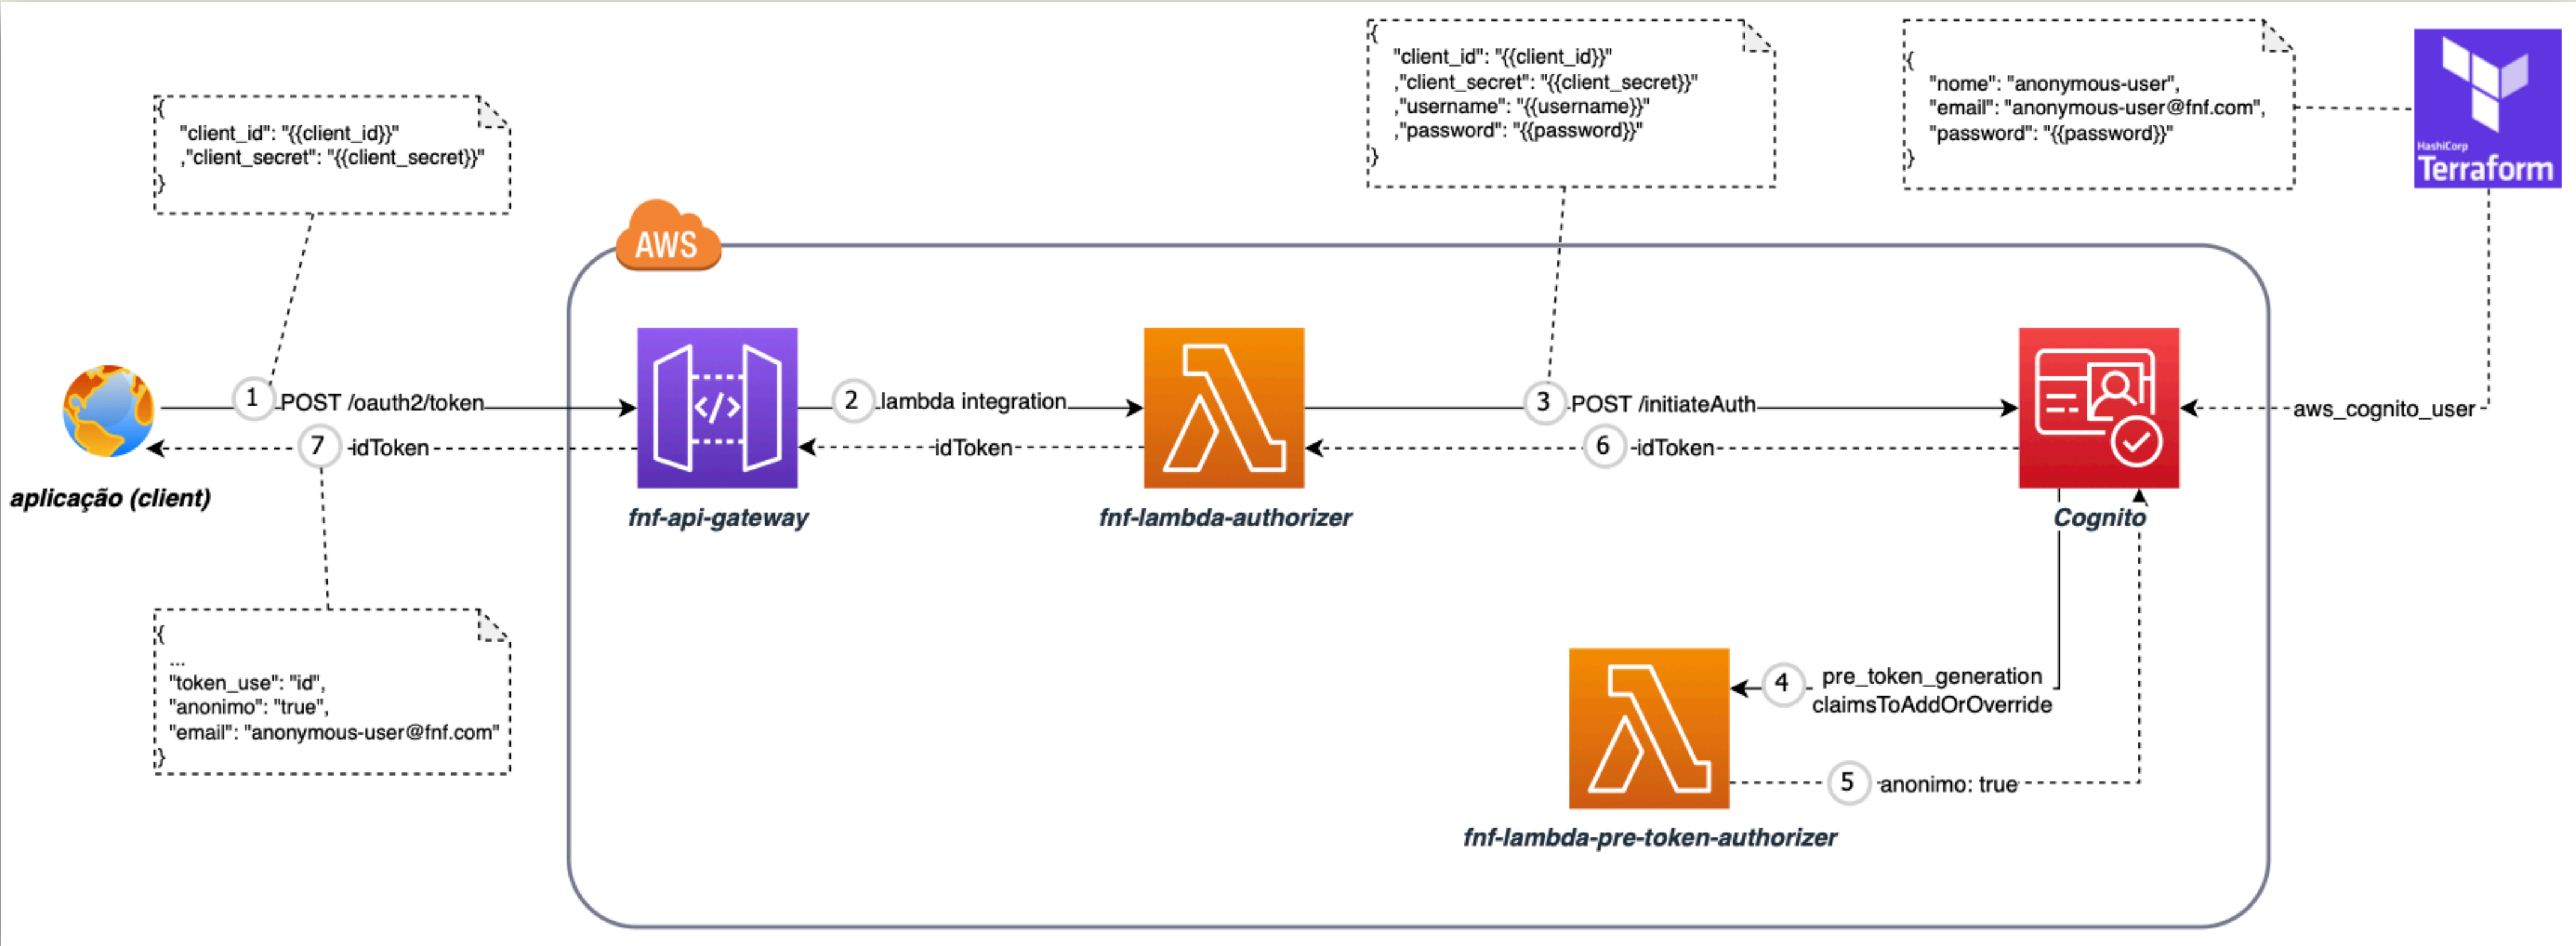 {
"client_id": "{{client_id}}"
,"client_secret": "{{client_secret}}"
,"username": "{{username}}"
,"password": "{{password}}"
}
{
"nome": "anonymous-user",
"email": "anonymous-user@fnf.com",
"password": "{{password}}"
}
HashiCorp
Terraform
{
"client_id": "{{client_id}}"
,"client_secret": "{{client_secret}}"
}
AWS
1 POST /oauth2/token
2 lambda integration
3 POST /initiateAuth
aws_cognito_user
7 idToken
idToken
6 idToken
aplicação (client)
fnf-api-gateway
fnf-lambda-authorizer
Cognito
{
...
"token_use": "id",
"anonimo": "true",
"email": "anonymous-user@fnf.com"
}
4 pre_token_generation
claimsToAddOrOverride
5 anonimo: true
fnf-lambda-pre-token-authorizer